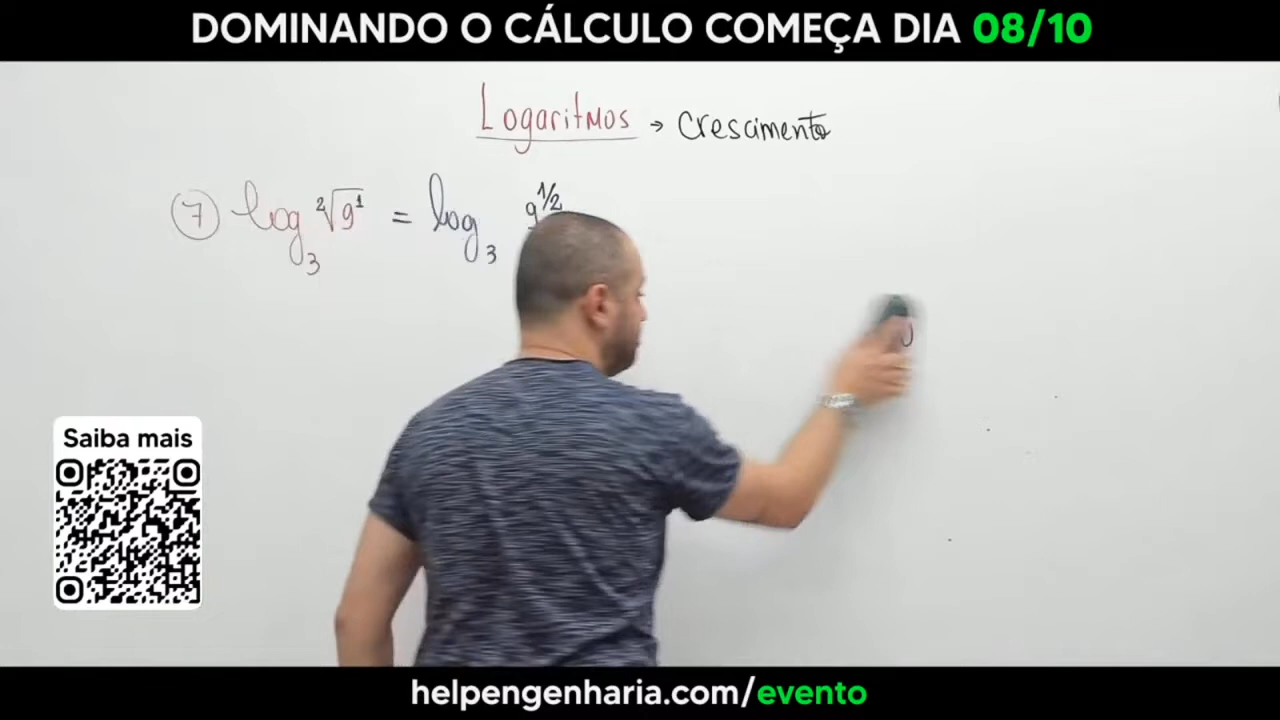 DOMINANDO O CÁLCULO COMEÇA DIA 08/10
Logaritmos → Crescimento
7 log₃ ²√9¹ = log₃ 9^1/2
Saiba mais
helpengenharia.com/evento